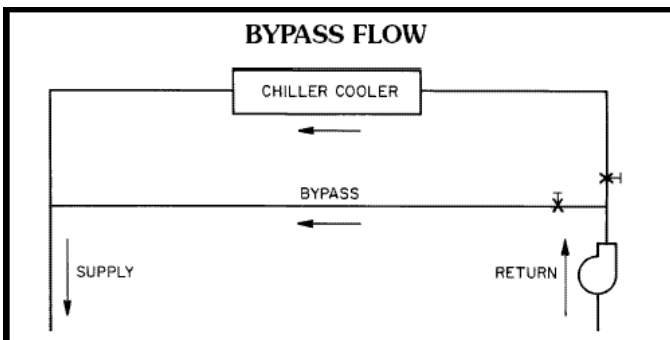 BYPASS FLOW
CHILLER COOLER
BYPASS
SUPPLY
RETURN